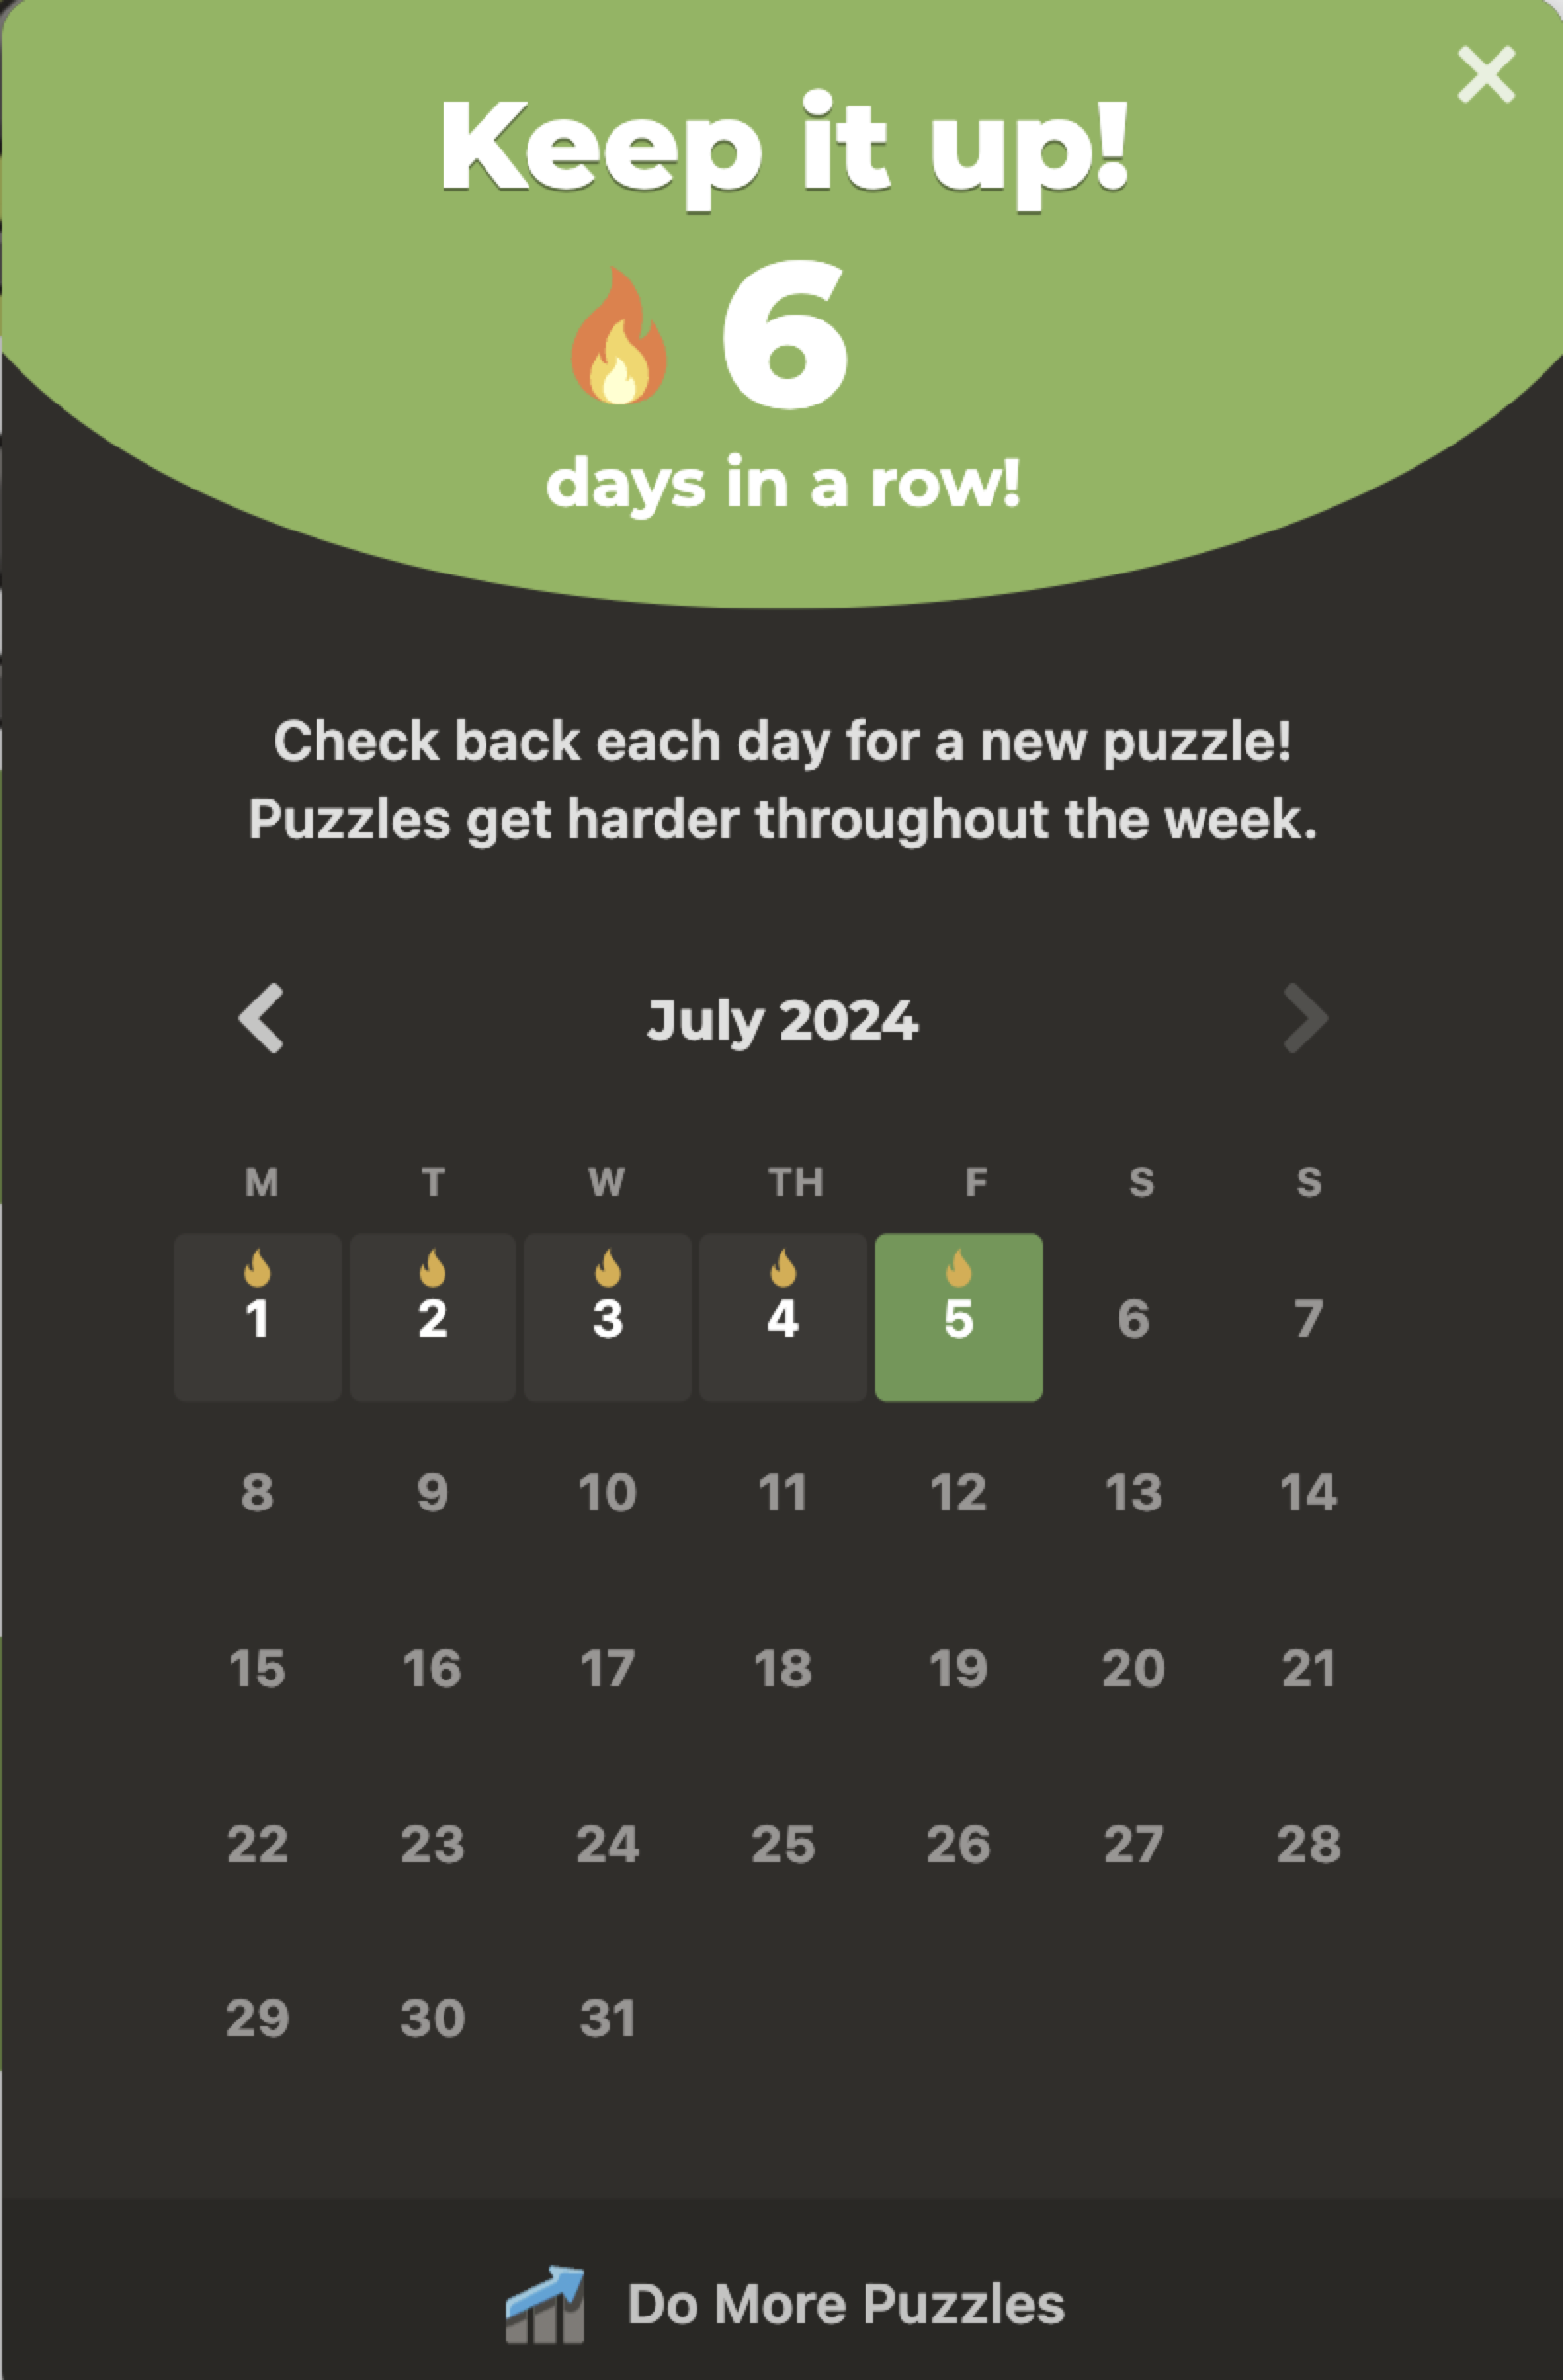 Keep it up!
6
days in a row!
Check back each day for a new puzzle!
Puzzles get harder throughout the week.
July 2024
M T W TH F S S
1 2 3 4 5 6 7
8 9 10 11 12 13 14
15 16 17 18 19 20 21
22 23 24 25 26 27 28
29 30 31
Do More Puzzles